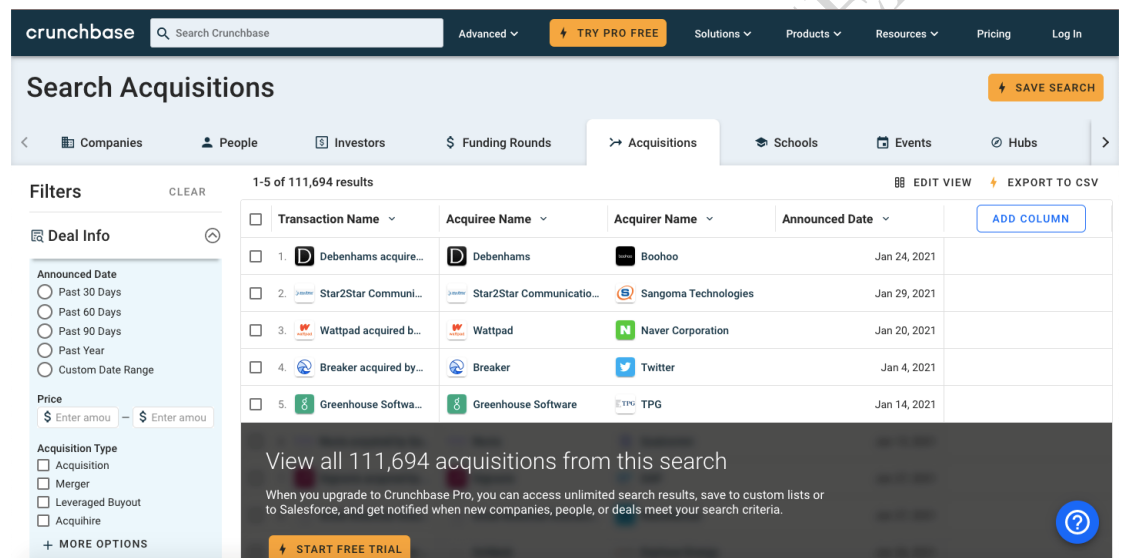 crunchbase Search Crunchbase Advanced TRY PRO FREE Solutions Products Resources Pricing Log In
Search Acquisitions SAVE SEARCH
Companies People Investors Funding Rounds Acquisitions Schools Events Hubs
Filters CLEAR 1-5 of 111,694 results EDIT VIEW EXPORT TO CSV
Transaction Name Acquiree Name Acquirer Name Announced Date ADD COLUMN
Deal Info
1. Debenhams acquire... Debenhams boohoo Boohoo Jan 24, 2021
Announced Date
Past 30 Days
2. Star2Star Communi... Star2Star Communicatio... Sangoma Technologies Jan 29, 2021
Past 60 Days
Past 90 Days
3. Wattpad acquired b... Wattpad Naver Corporation Jan 20, 2021
Past Year
Custom Date Range
4. Breaker acquired by... Breaker Twitter Jan 4, 2021
Price
$ Enter amou – $ Enter amou
5. Greenhouse Softwa... Greenhouse Software TPG TPG Jan 14, 2021
Acquisition Type
Acquisition
Merger
Leveraged Buyout
Acquihire
+ MORE OPTIONS
View all 111,694 acquisitions from this search
When you upgrade to Crunchbase Pro, you can access unlimited search results, save to custom lists or
to Salesforce, and get notified when new companies, people, or deals meet your search criteria.
START FREE TRIAL